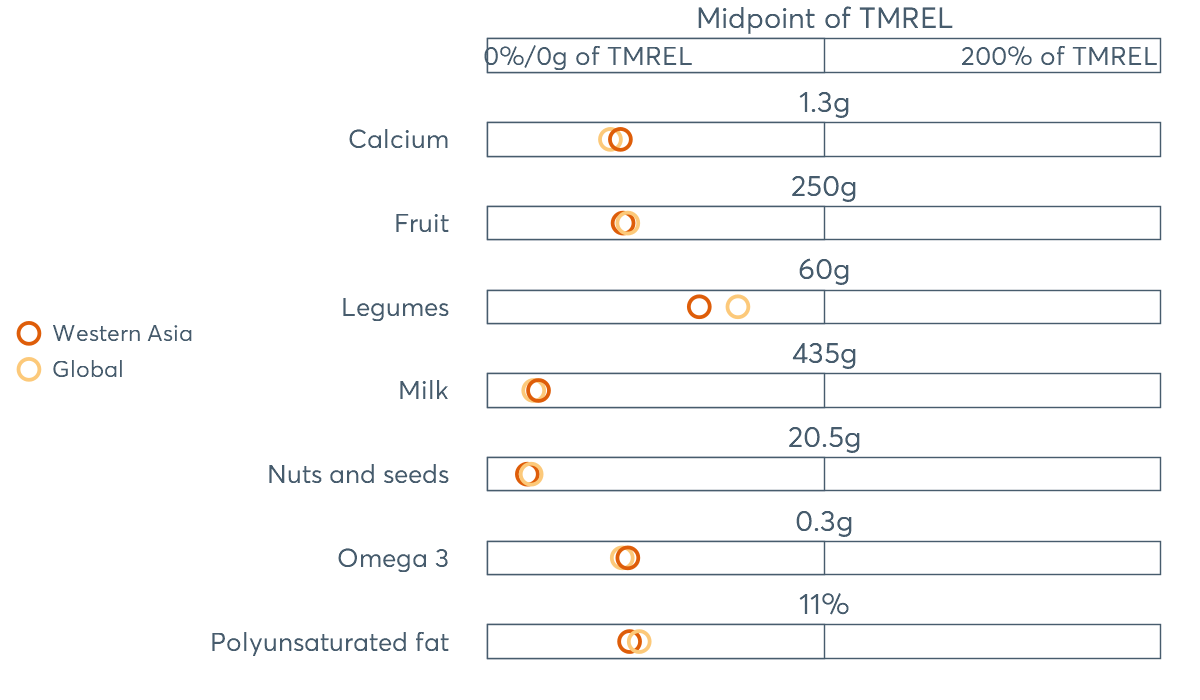 Midpoint of TMREL
0%/0g of TMREL
200% of TMREL
1.3g
Calcium
250g
Fruit
60g
Legumes
Western Asia
Global
435g
Milk
20.5g
Nuts and seeds
0.3g
Omega 3
11%
Polyunsaturated fat